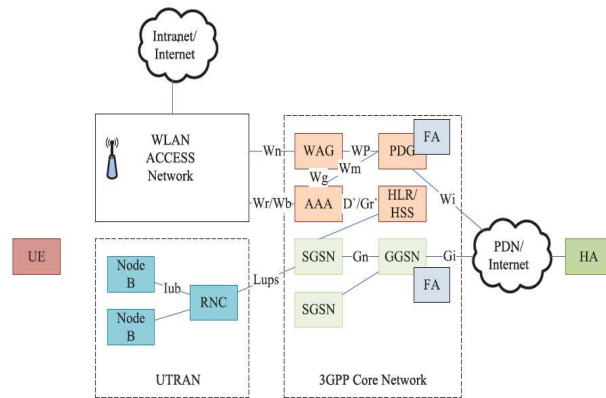 Intranet/
Internet
WLAN
ACCESS
Network
Wn
WAG
WP
PDG
FA
Wg
Wm
Wr/Wb
AAA
D`/Gr`
HLR/
HSS
Wi
UE
Node
B
Iub
Node
B
RNC
Lups
SGSN
Gn
GGSN
Gi
FA
PDN/
Internet
HA
SGSN
UTRAN
3GPP Core Network